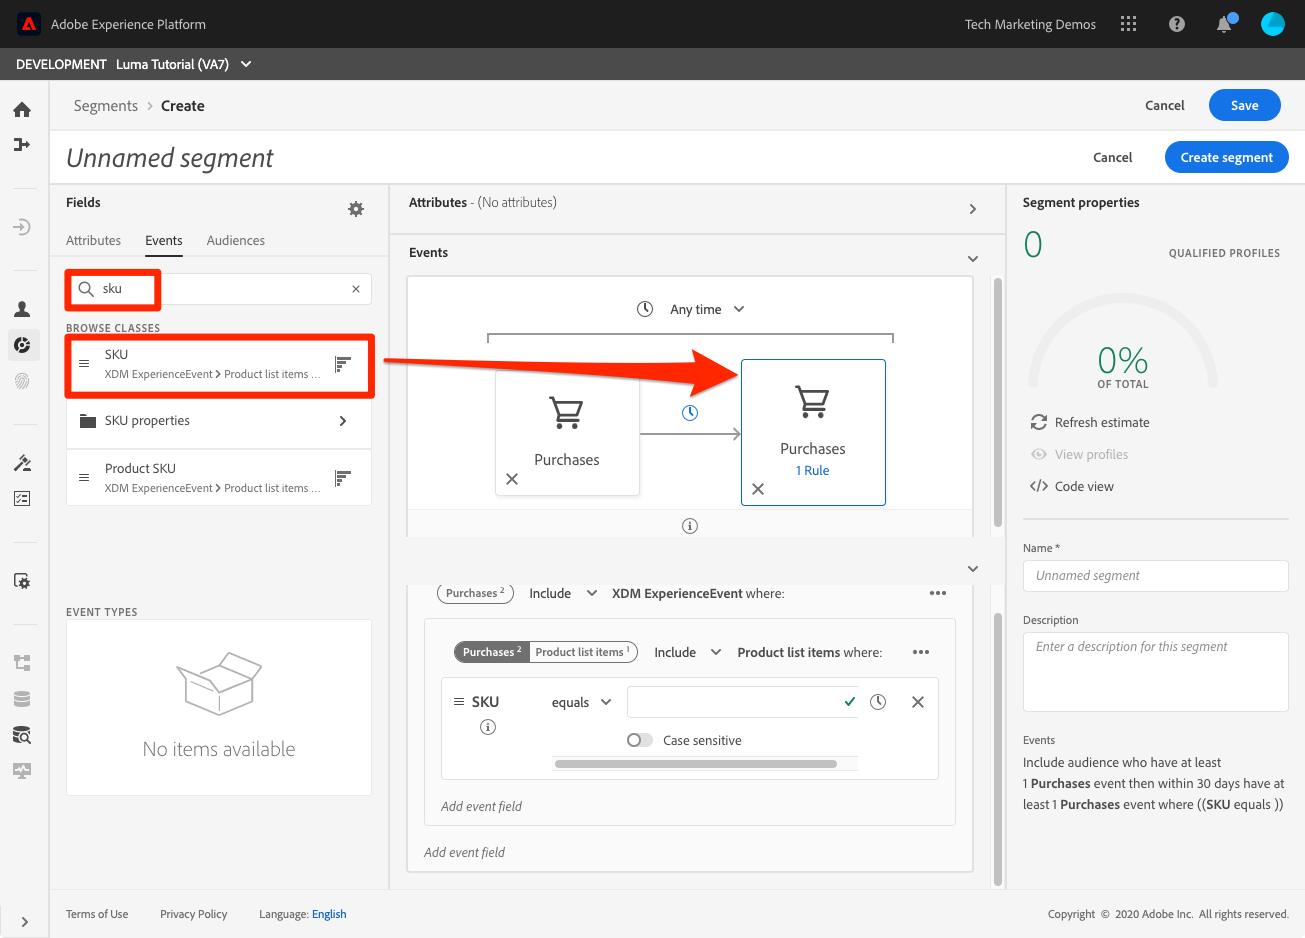 Adobe Experience Platform
Tech Marketing Demos
DEVELOPMENT Luma Tutorial (VA7)
Segments > Create
Cancel
Save
Unnamed segment
Cancel
Create segment
Fields
Attributes
Events
Audiences
sku
BROWSE CLASSES
SKU
XDM ExperienceEvent > Product list items ...
SKU properties
Product SKU
XDM ExperienceEvent > Product list items ...
EVENT TYPES
No items available
Attributes - (No attributes)
Events
Any time
Purchases
Purchases
1 Rule
Purchases 2 Include XDM ExperienceEvent where:
Purchases 2 Product list items 1 Include Product list items where:
SKU equals
Case sensitive
Add event field
Add event field
Segment properties
0
QUALIFIED PROFILES
0%
OF TOTAL
Refresh estimate
View profiles
Code view
Name *
Unnamed segment
Description
Enter a description for this segment
Events
Include audience who have at least
1 Purchases event then within 30 days have at
least 1 Purchases event where ((SKU equals ))
Terms of Use
Privacy Policy
Language: English
Copyright © 2020 Adobe Inc. All rights reserved.